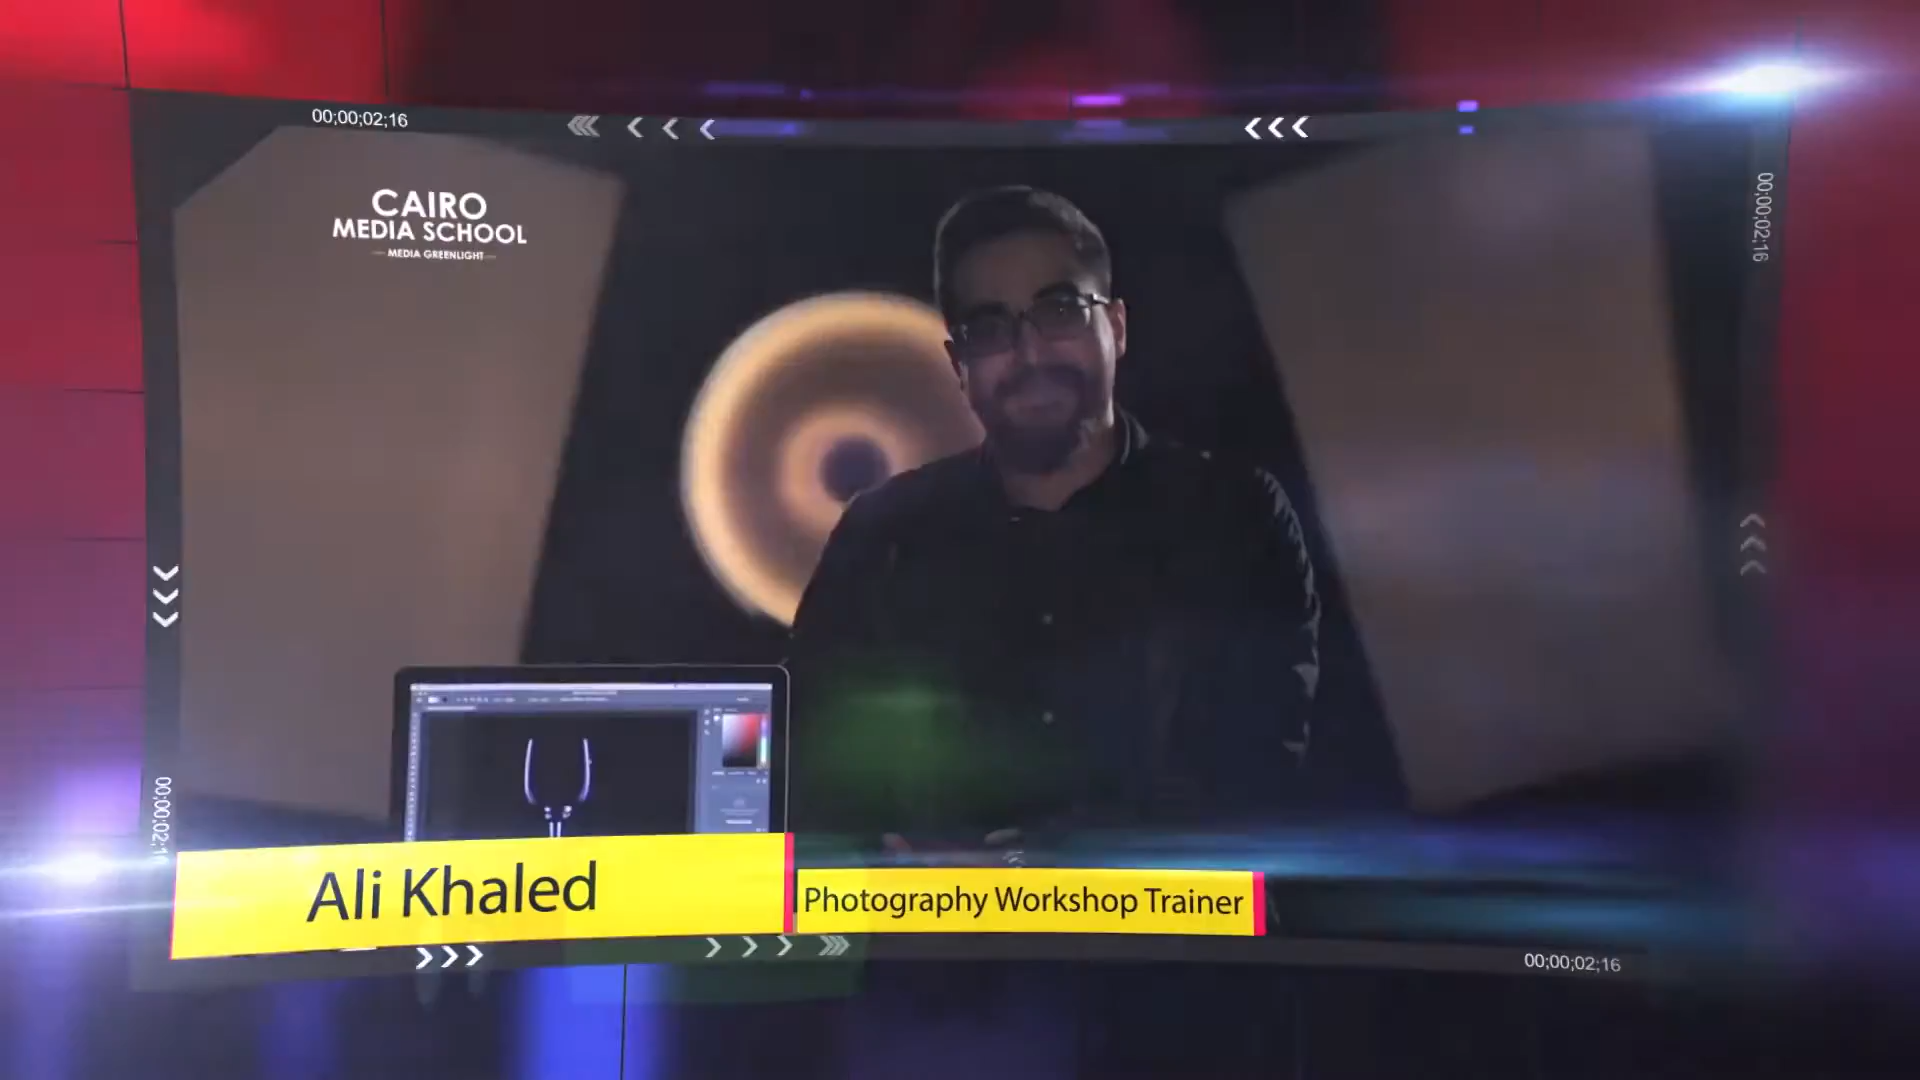 00;00;02;16
CAIRO
MEDIA SCHOOL
MEDIA GREENLIGHT
00;00;02;16
Ali Khaled
Photography Workshop Trainer
00;00;02;16